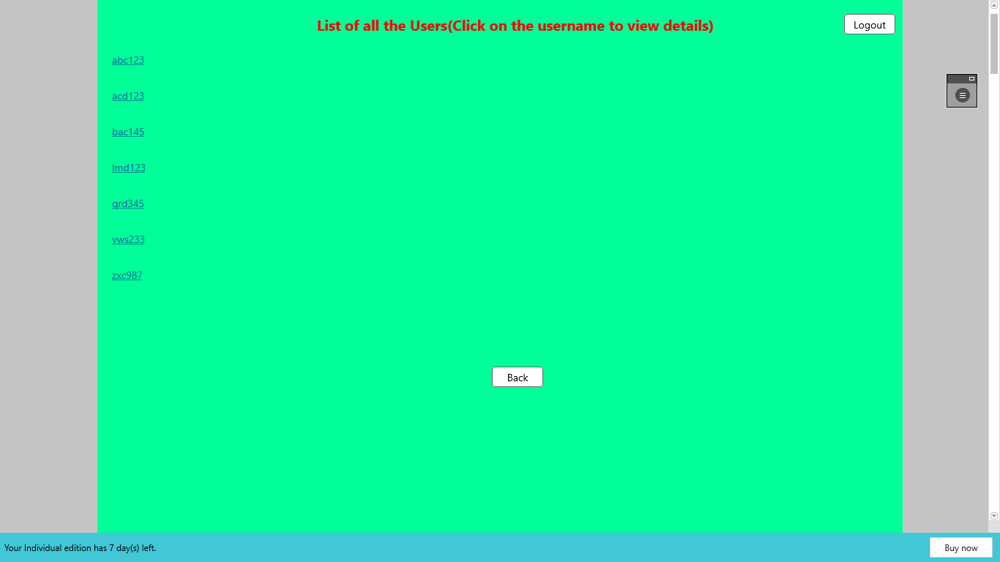 List of all the Users(Click on the username to view details)
Logout
abc123
acd123
bac145
lmd123
qrd345
vws233
zxc987
Back
Your Individual edition has 7 day(s) left.
Buy now